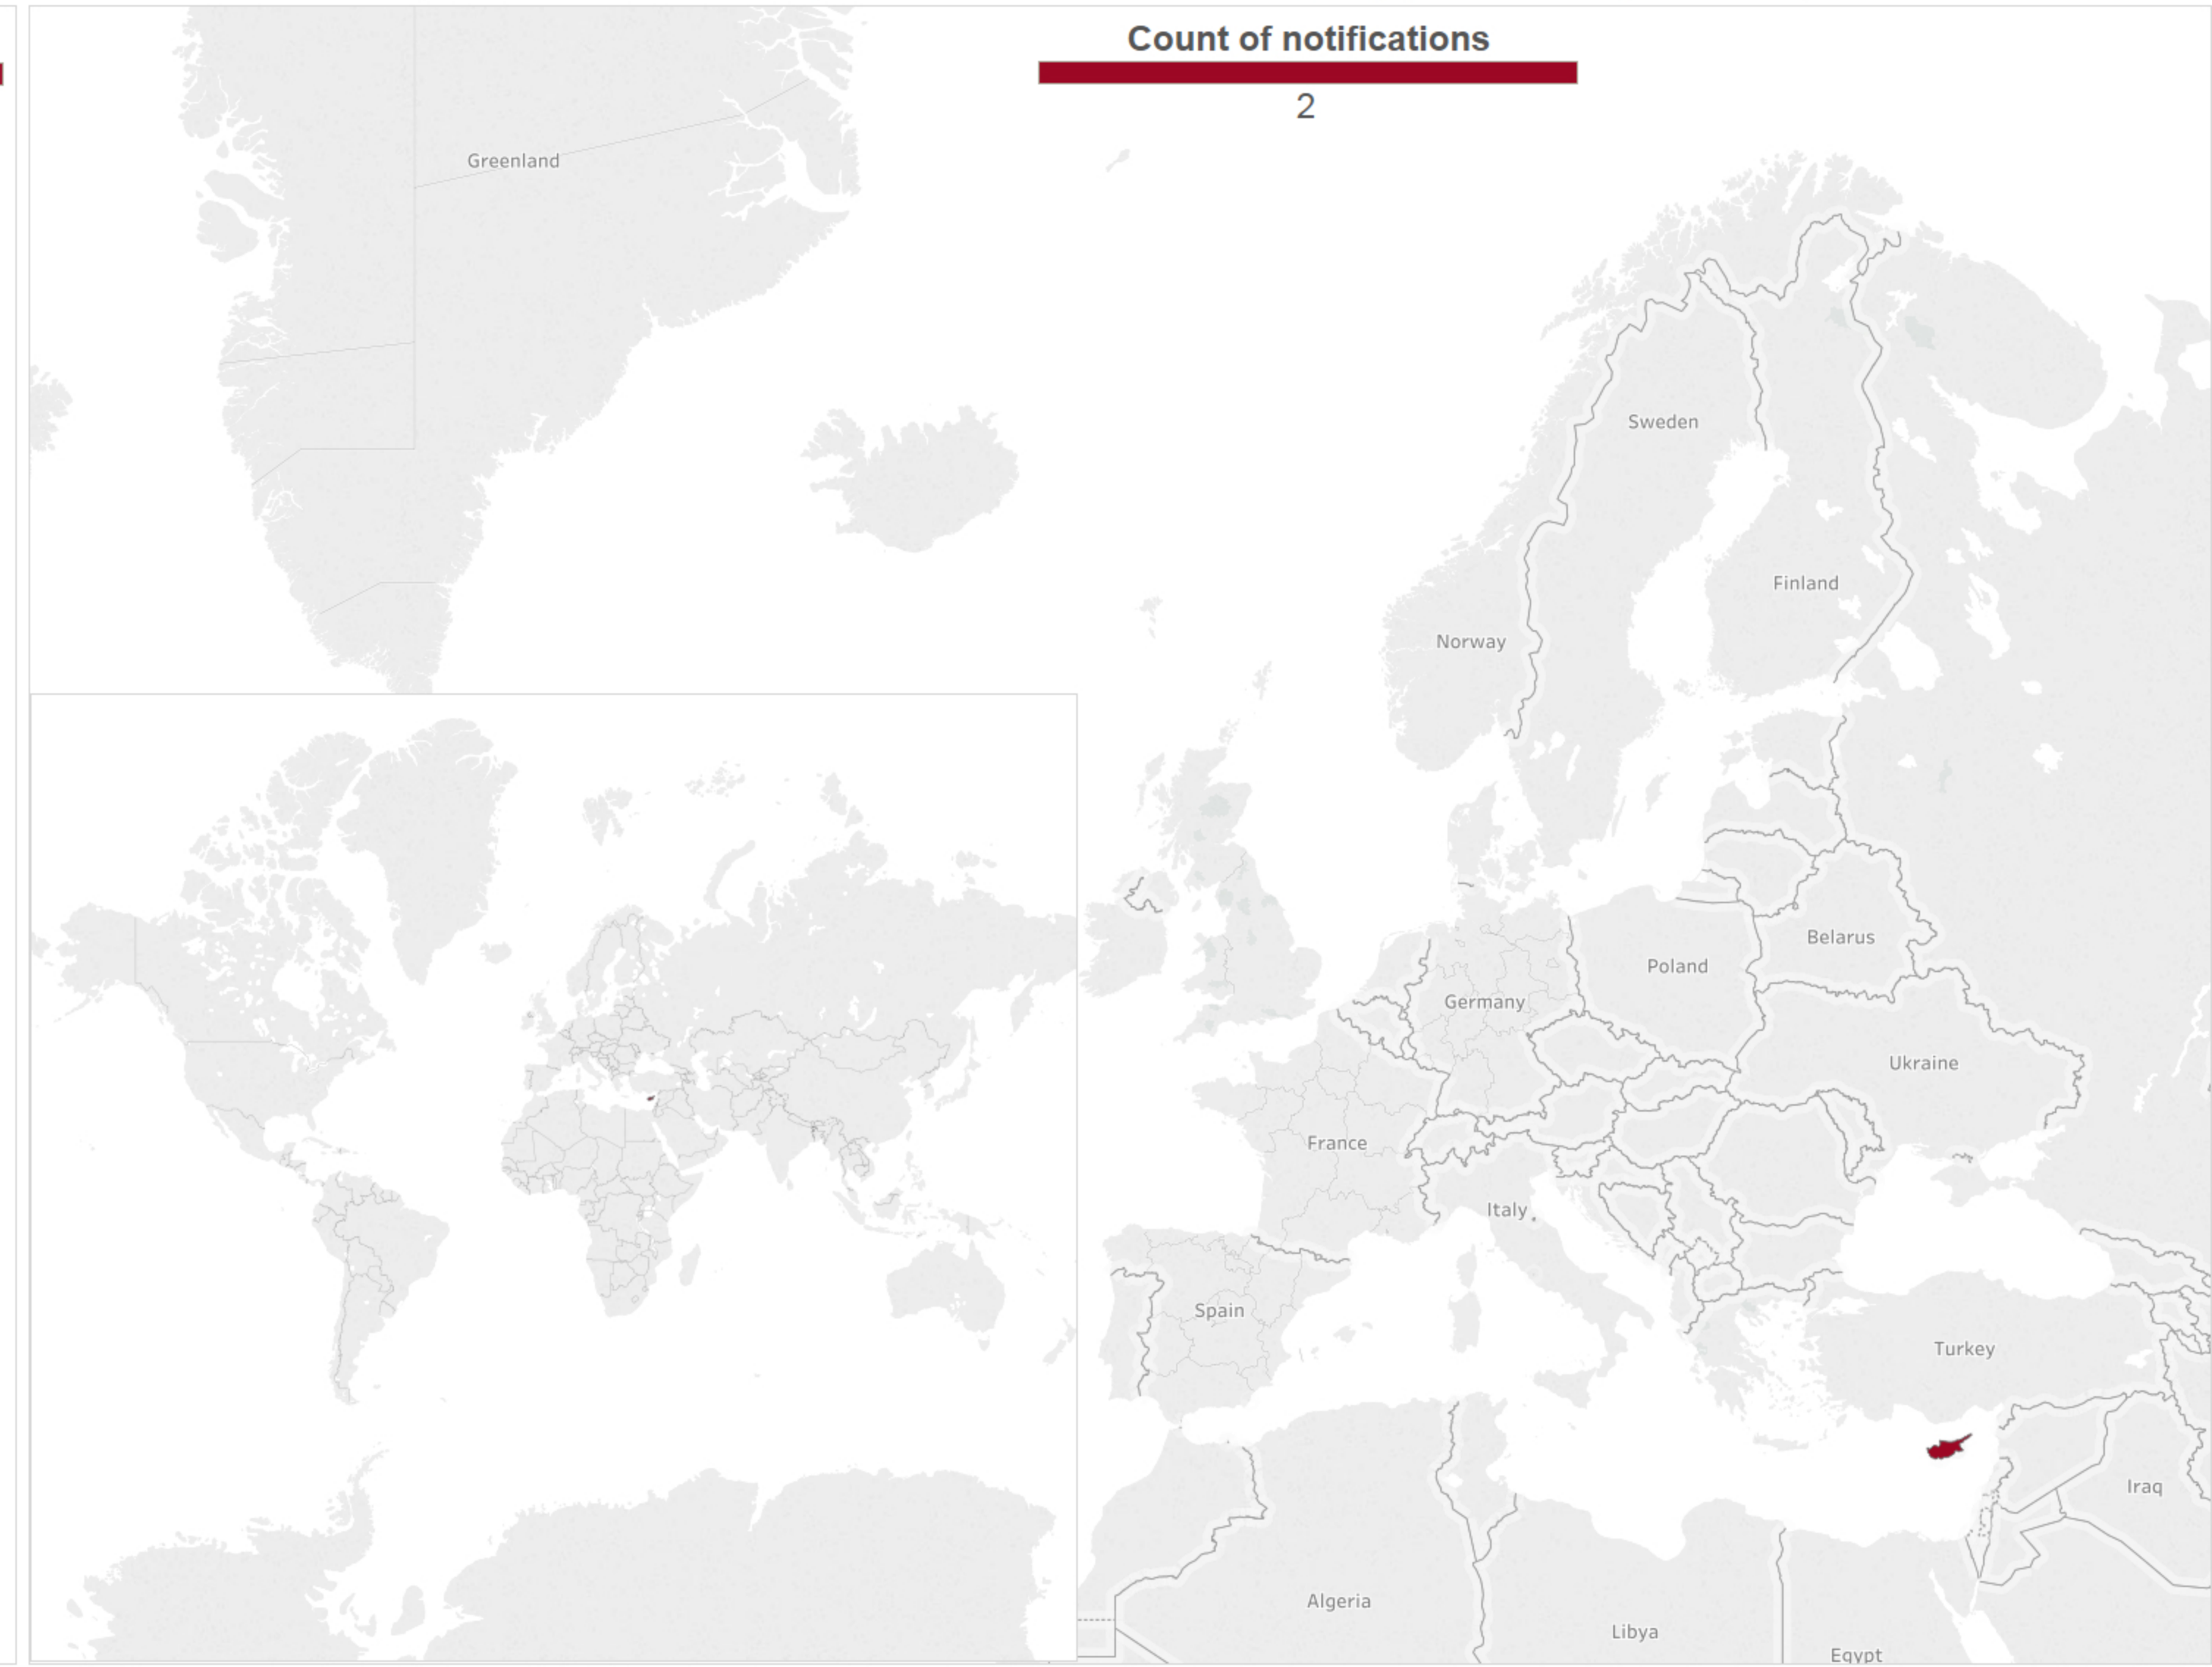 Count of notifications
2
Greenland
Sweden
Finland
Norway
Belarus
Poland
Germany
Ukraine
France
Italy
Spain
Turkey
Iraq
Algeria
Libya
Egypt